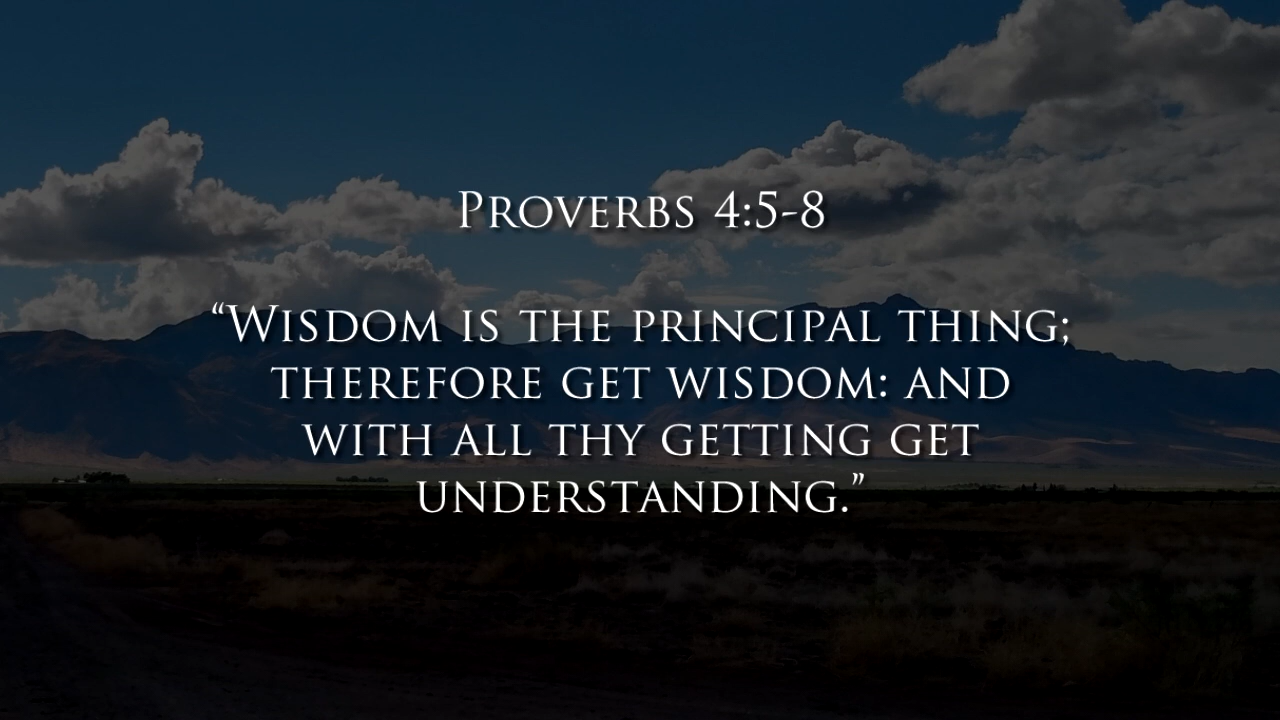 Proverbs 4:5-8
“Wisdom is the principal thing;
therefore get wisdom: and
with all thy getting get
understanding.”